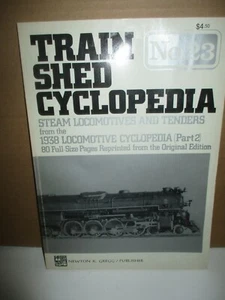 $4.50
TRAIN
SHED No. 23
CYCLOPEDIA
STEAM LOCOMOTIVES AND TENDERS
from the
1938 LOCOMOTIVE CYCLOPEDIA (Part 2)
80 Full-Size Pages Reprinted from the Original Edition
NEWTON K. GREGG/PUBLISHER